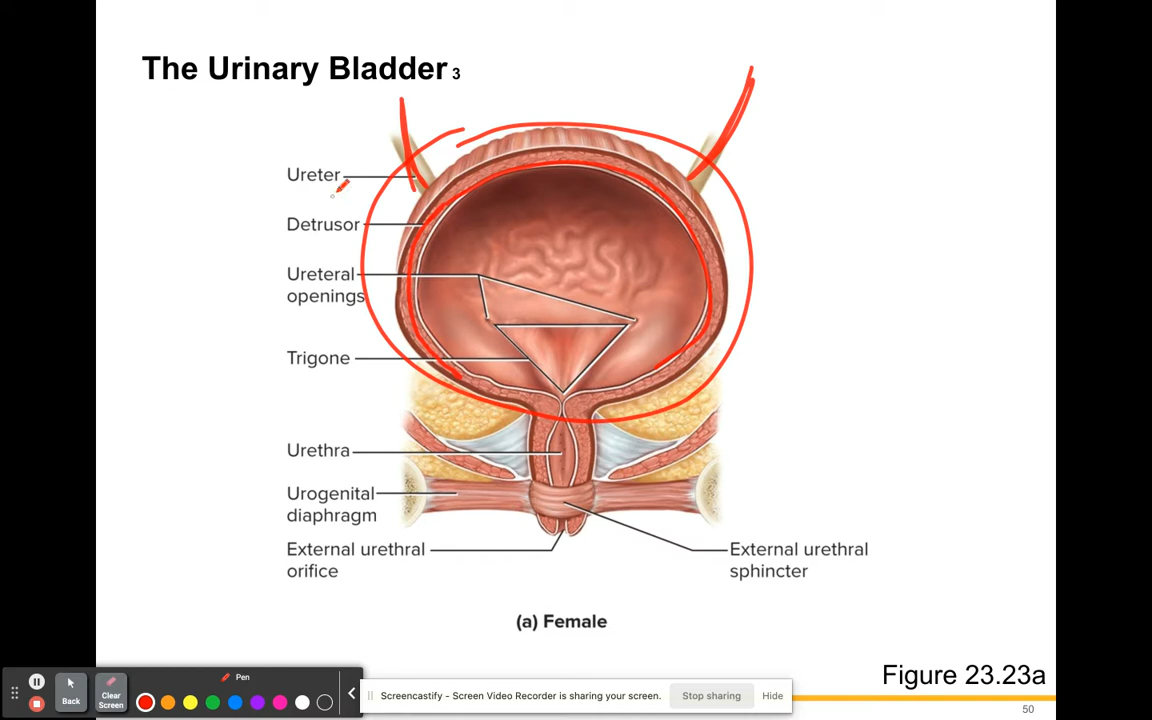 The Urinary Bladder 3
Ureter
Detrusor
Ureteral
openings
Trigone
Urethra
Urogenital
diaphragm
External urethral
orifice
External urethral
sphincter
(a) Female
Figure 23.23a
50
Pen
Back
Clear
Screen
Screencastify - Screen Video Recorder is sharing your screen.
Stop sharing
Hide